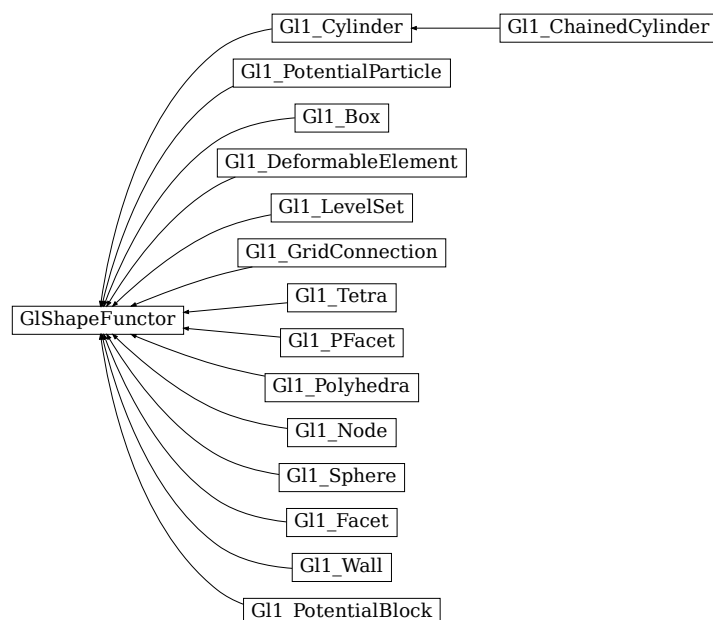 Gl1_Cylinder
Gl1_ChainedCylinder
Gl1_PotentialParticle
Gl1_Box
Gl1_DeformableElement
Gl1_LevelSet
Gl1_GridConnection
Gl1_Tetra
GlShapeFunctor
Gl1_PFacet
Gl1_Polyhedra
Gl1_Node
Gl1_Sphere
Gl1_Facet
Gl1_Wall
Gl1_PotentialBlock